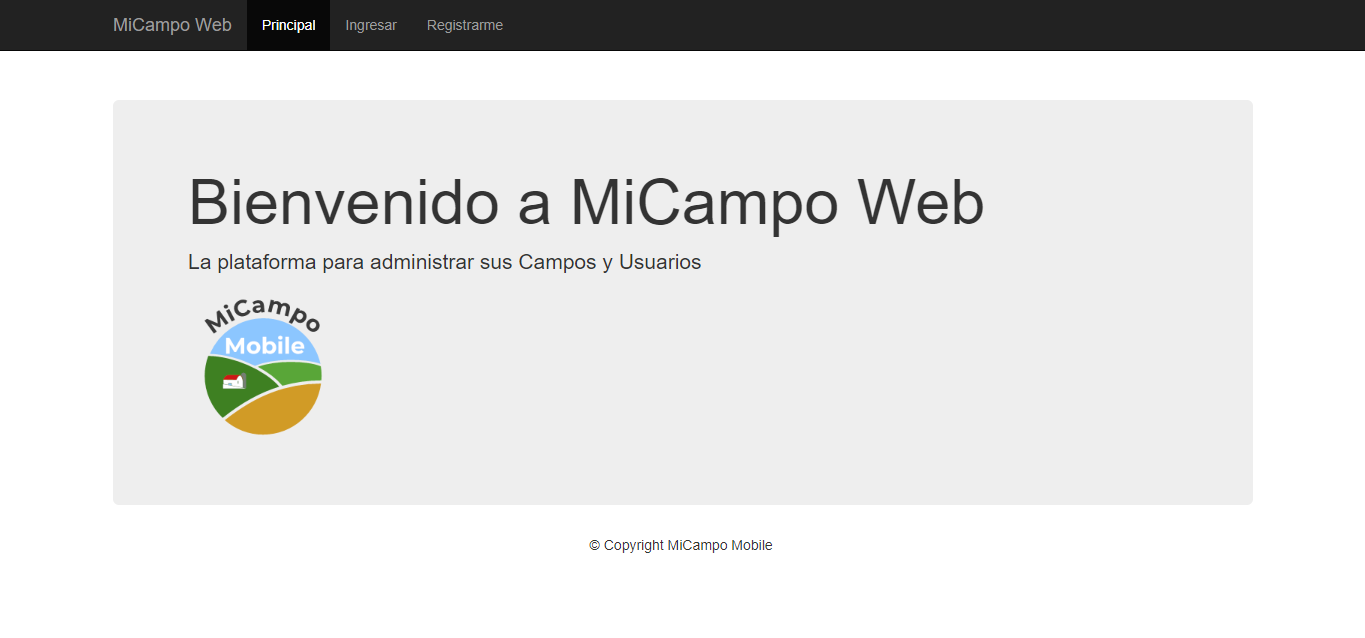 MiCampo Web Principal Ingresar Registrarme
Bienvenido a MiCampo Web
La plataforma para administrar sus Campos y Usuarios
MiCampo
Mobile
© Copyright MiCampo Mobile